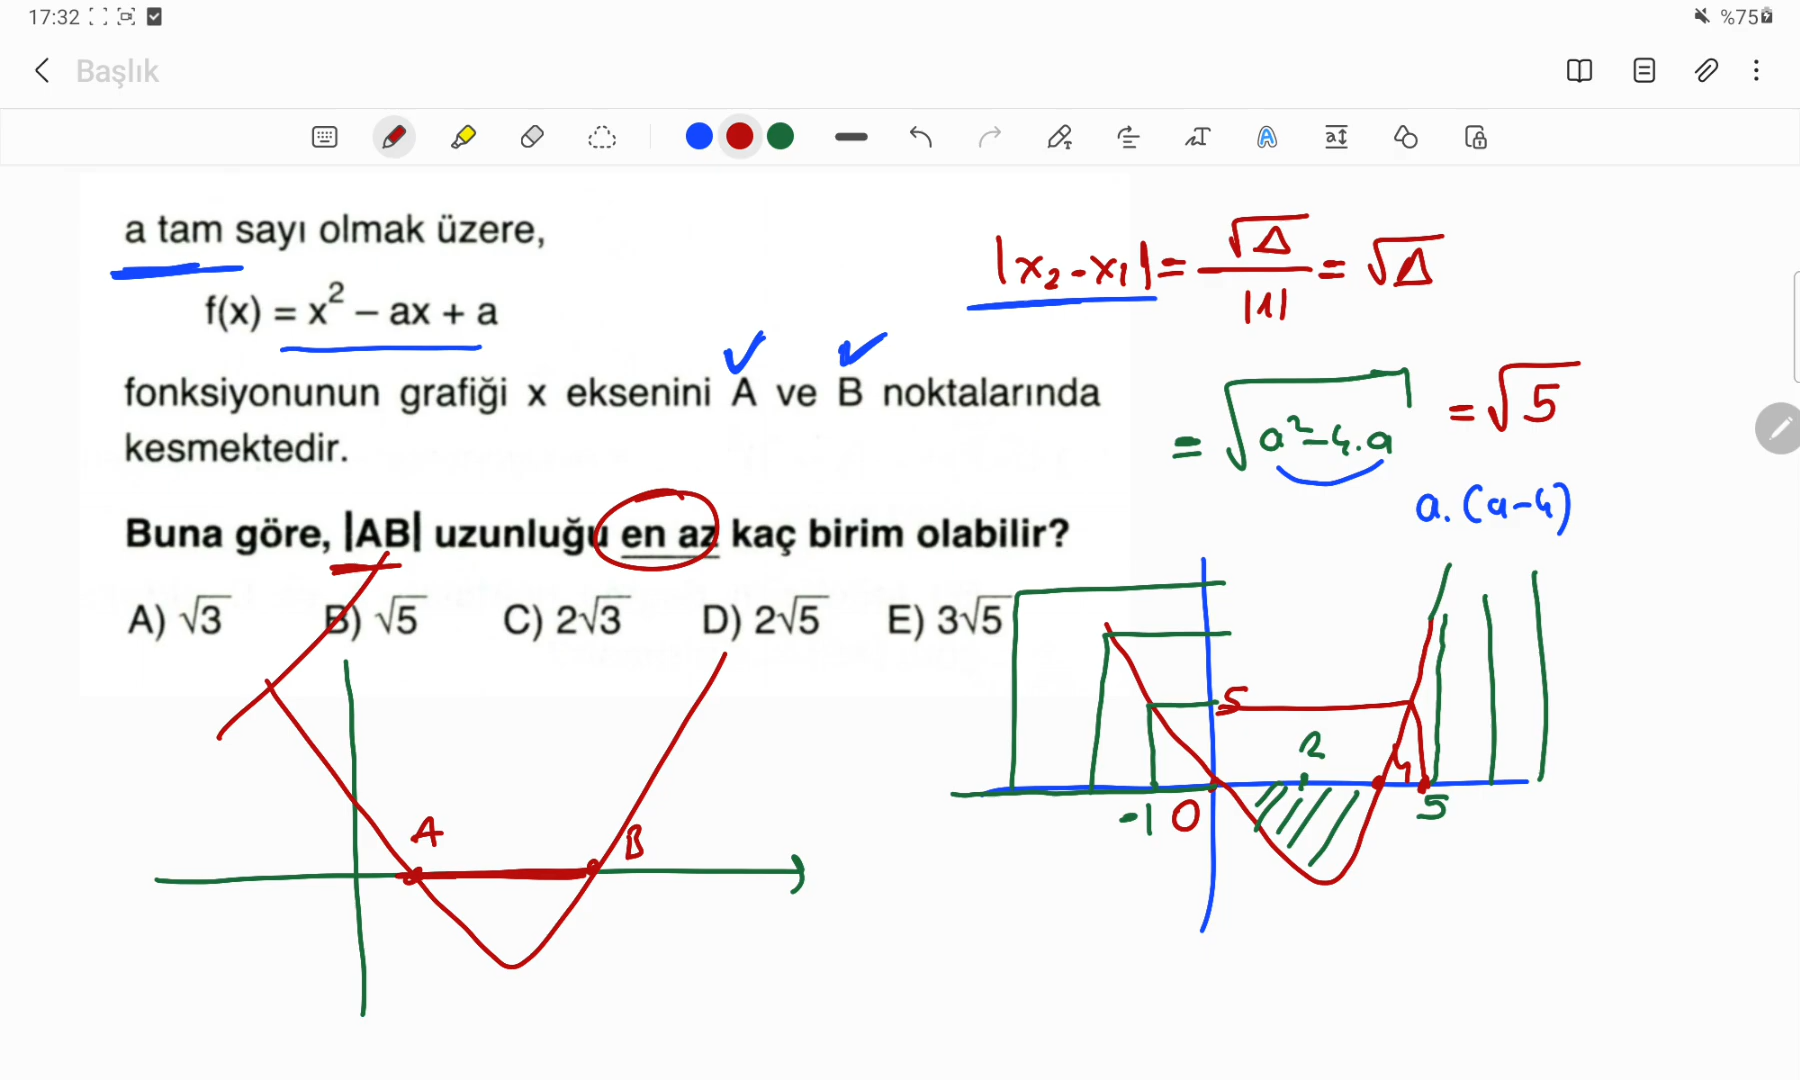 17:32
%75
Başlık
a tam sayı olmak üzere,
f(x) = x² – ax + a
fonksiyonunun grafiği x eksenini A ve B noktalarında
kesmektedir.
Buna göre, |AB| uzunluğu en az kaç birim olabilir?
A) √3 B) √5 C) 2√3 D) 2√5 E) 3√5
|x₂-x₁| = √Δ / |1| = √Δ
= √a²-4.a = √5
a.(a-4)
A
B
5
2
4
-1 0 5